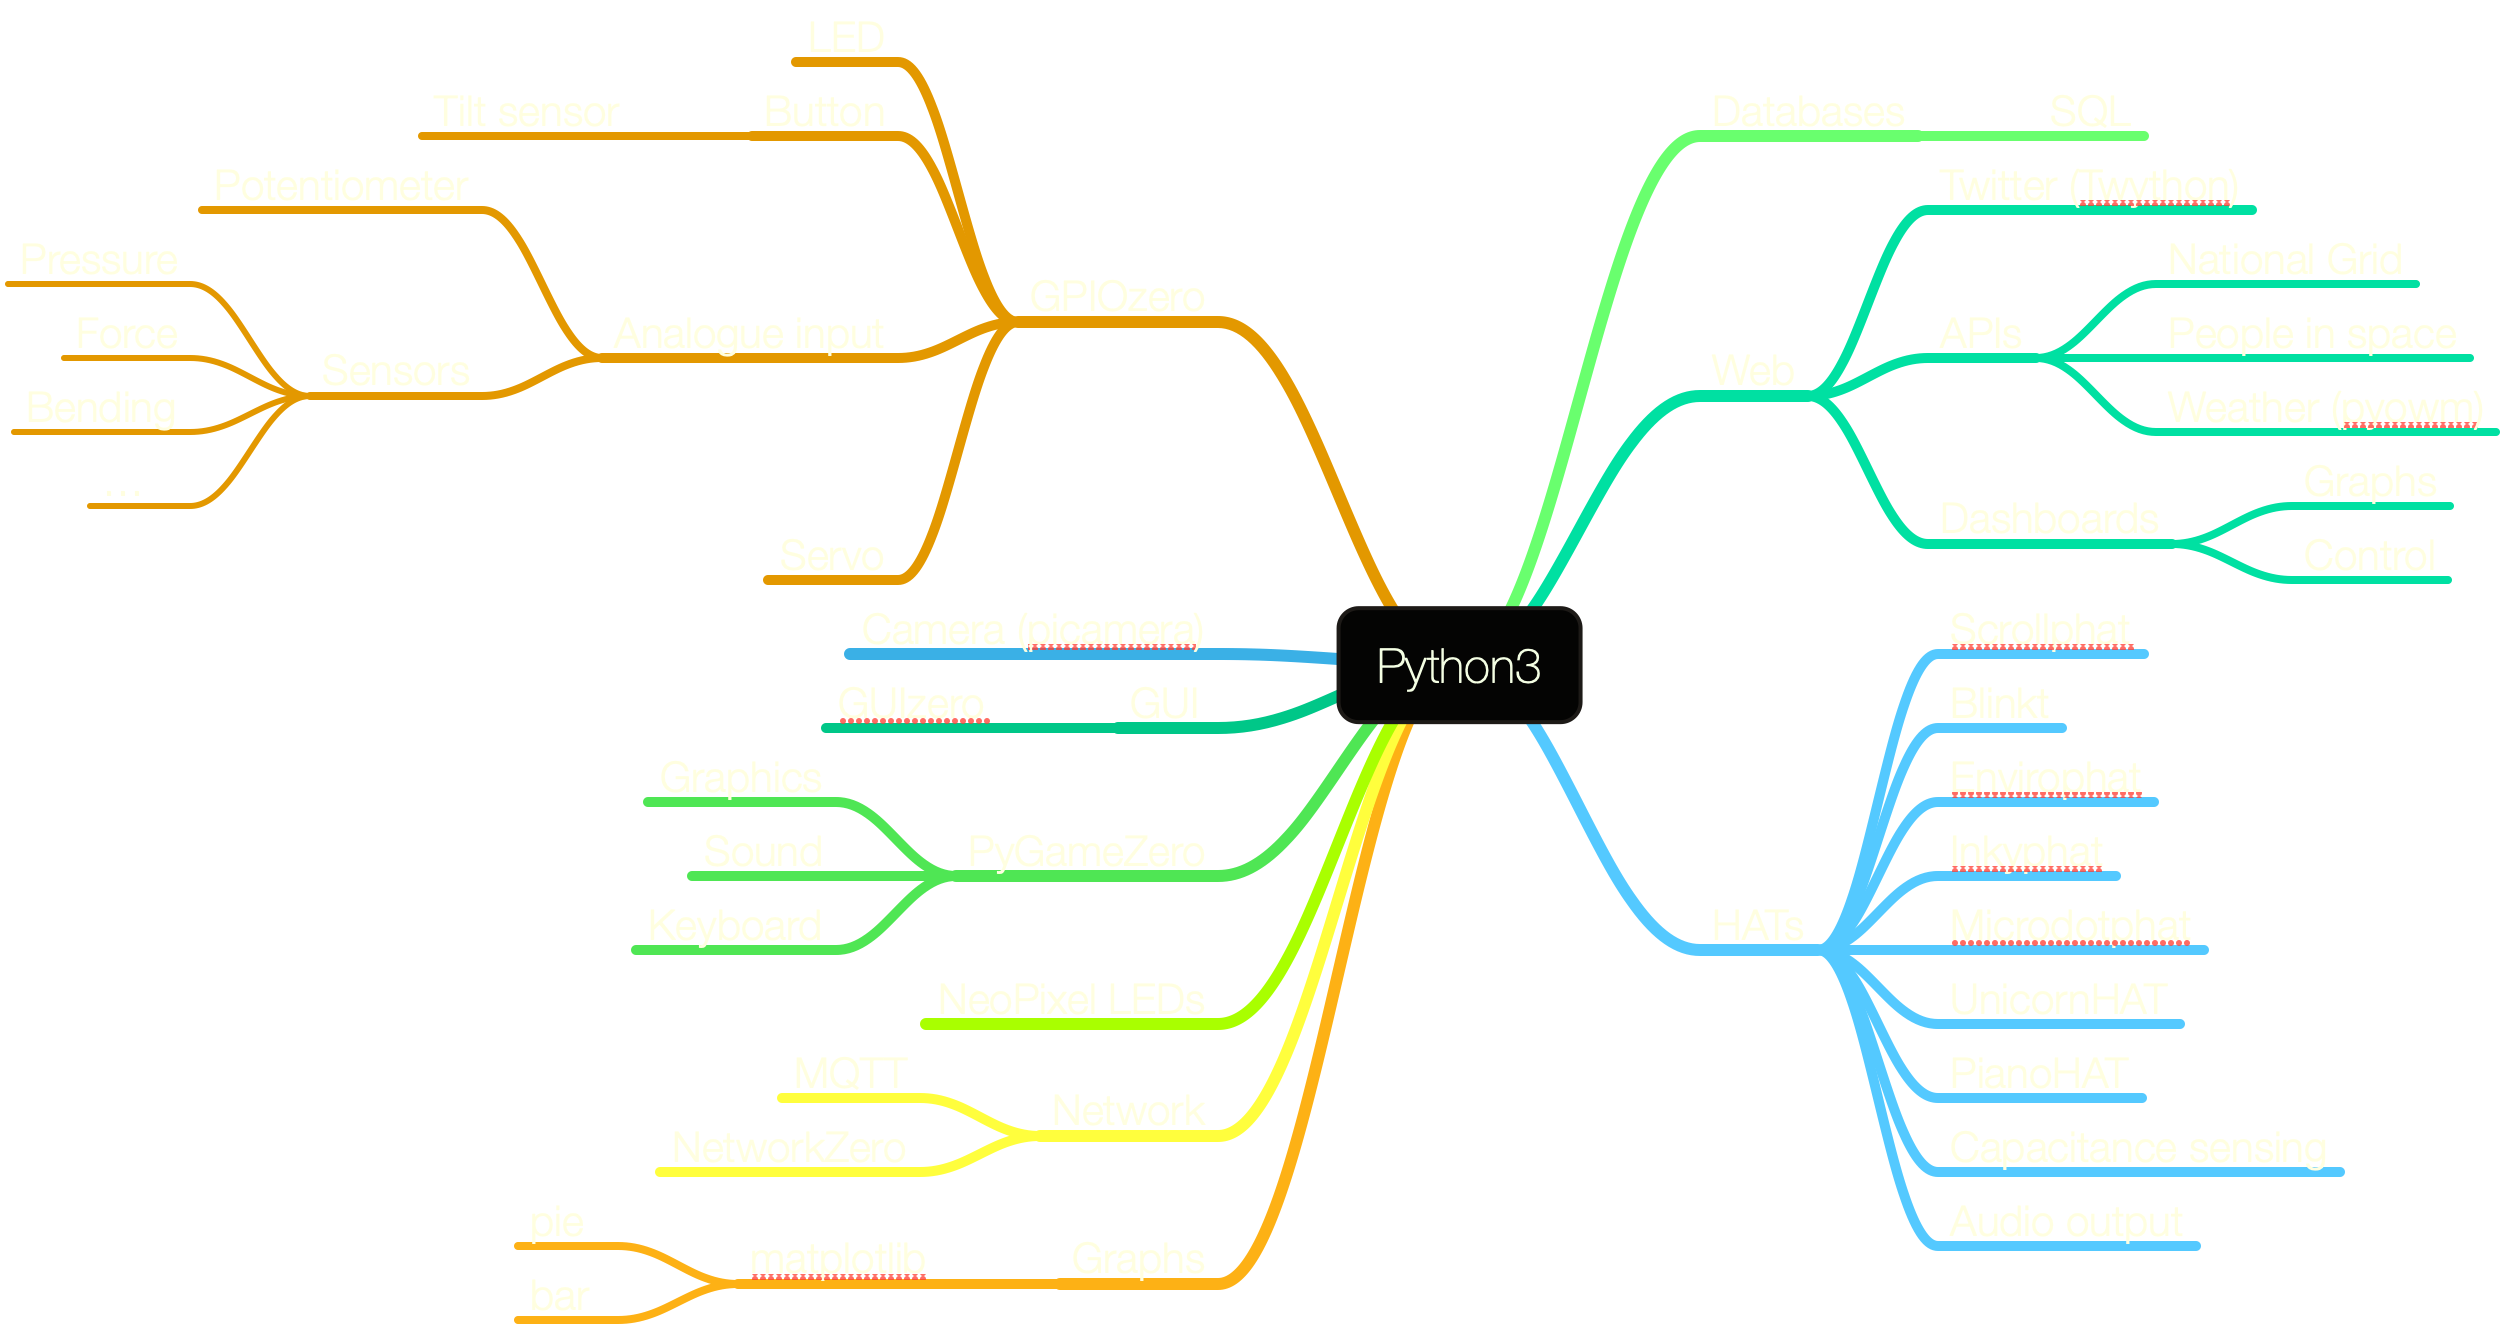 LED
Tilt sensor
Button
Databases
SQL
Potentiometer
Twitter (Twython)
Pressure
GPIOzero
National Grid
Force
Sensors
Analogue input
Web
APIs
People in space
Bending
Weather (pyowm)
...
Dashboards
Graphs
Servo
Control
Camera (picamera)
Python3
Scrollphat
GUIzero
GUI
Blinkt
Graphics
Envirophat
Sound
PyGameZero
Inkyphat
Keyboard
HATs
Microdotphat
NeoPixel LEDs
UnicornHAT
MQTT
Network
PianoHAT
NetworkZero
Capacitance sensing
pie
matplotlib
Graphs
Audio output
bar